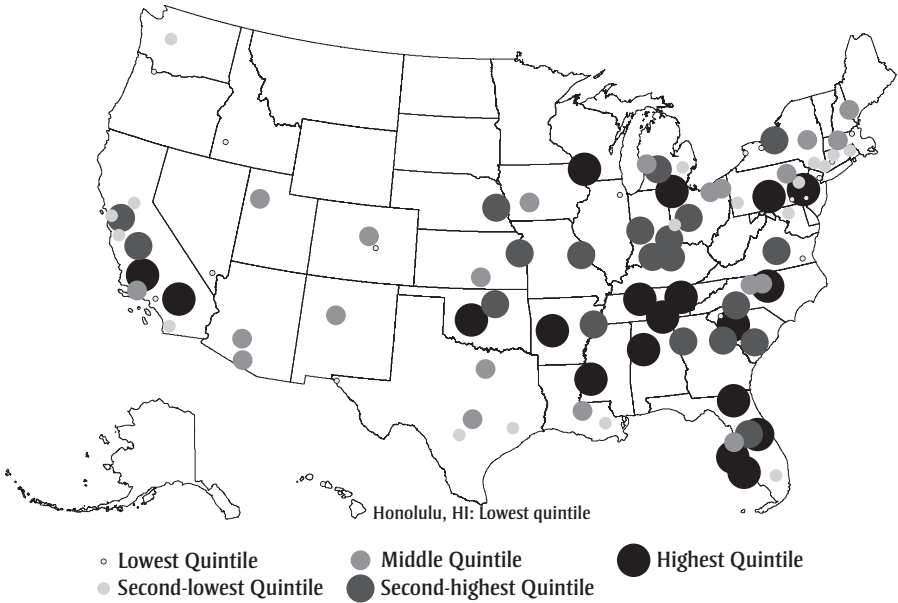 Honolulu, HI: Lowest quintile
Lowest Quintile
Middle Quintile
Highest Quintile
Second-lowest Quintile
Second-highest Quintile